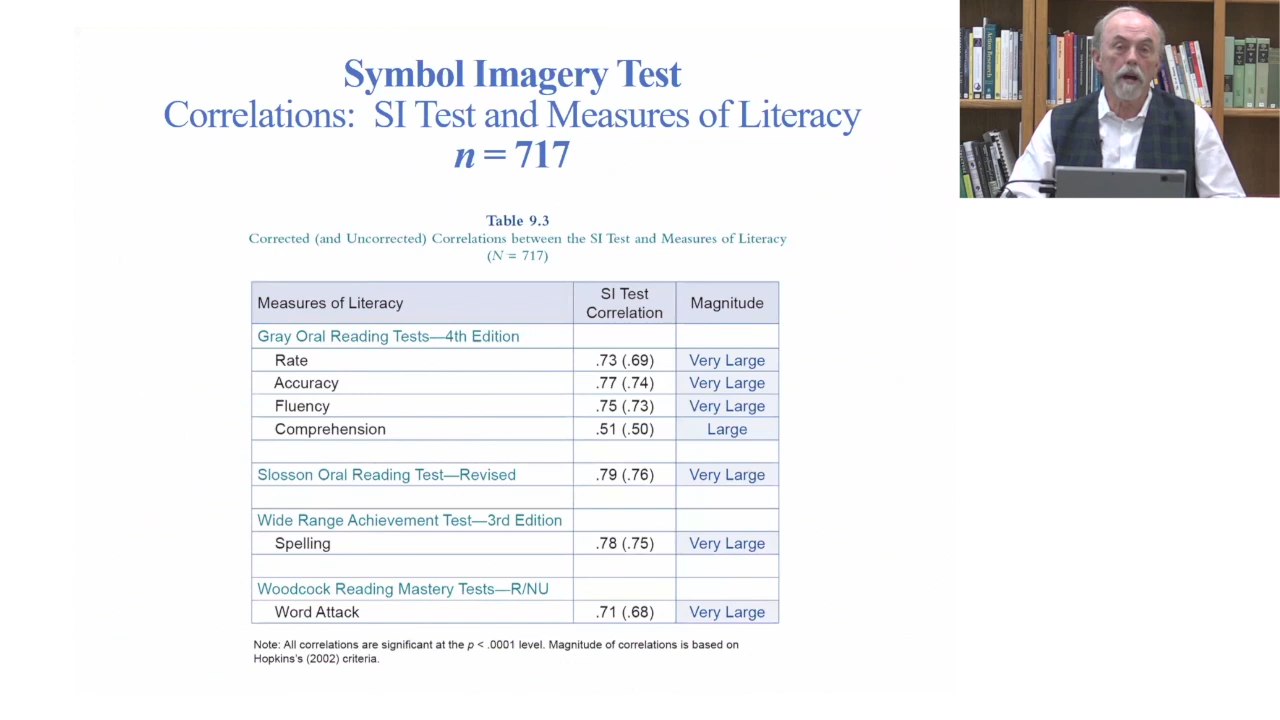 Symbol Imagery Test
Correlations: SI Test and Measures of Literacy
n = 717
Table 9.3
Corrected (and Uncorrected) Correlations between the SI Test and Measures of Literacy
(N = 717)
Measures of Literacy SI Test Correlation Magnitude
Gray Oral Reading Tests—4th Edition
Rate .73 (.69) Very Large
Accuracy .77 (.74) Very Large
Fluency .75 (.73) Very Large
Comprehension .51 (.50) Large
Slosson Oral Reading Test—Revised .79 (.76) Very Large
Wide Range Achievement Test—3rd Edition
Spelling .78 (.75) Very Large
Woodcock Reading Mastery Tests—R/NU
Word Attack .71 (.68) Very Large
Note: All correlations are significant at the p < .0001 level. Magnitude of correlations is based on
Hopkins's (2002) criteria.
Action Research